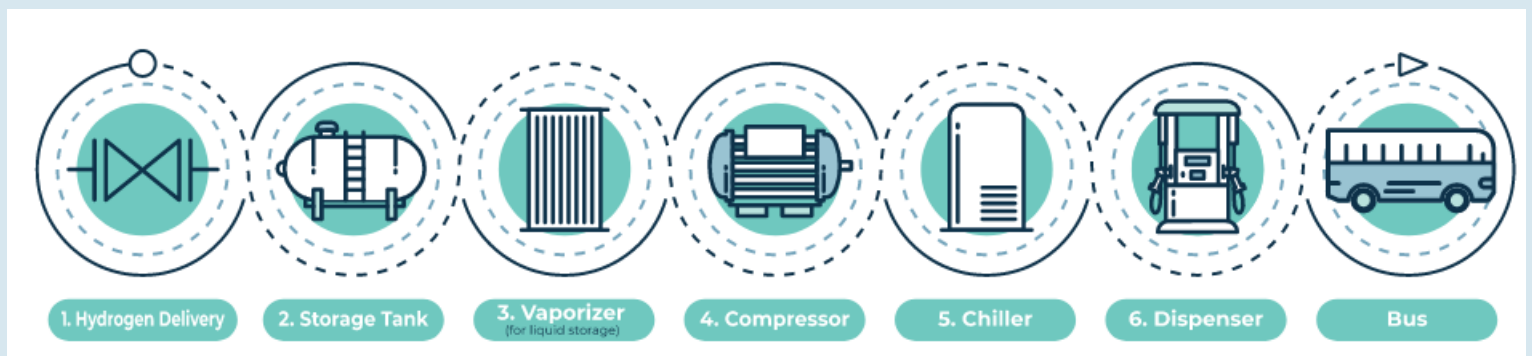 1. Hydrogen Delivery
2. Storage Tank
3. Vaporizer
(for liquid storage)
4. Compressor
5. Chiller
6. Dispenser
Bus